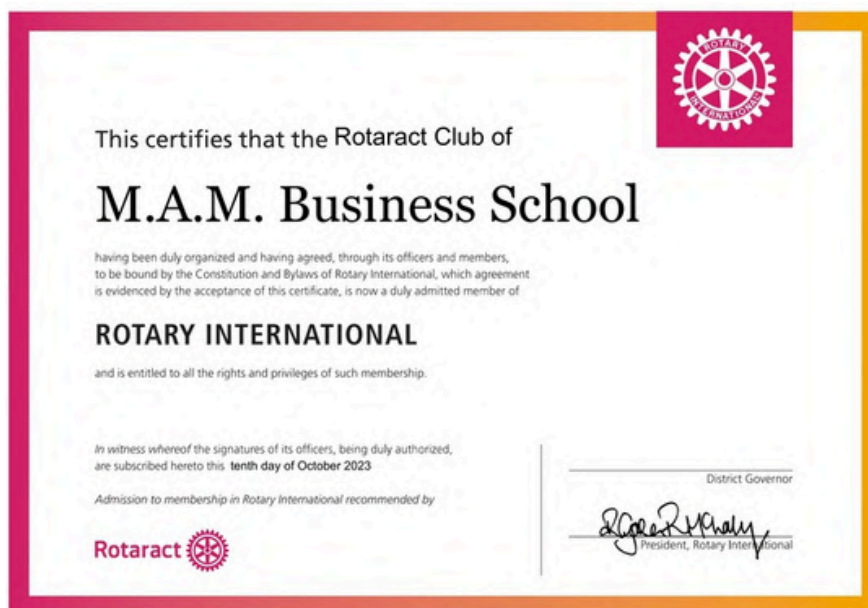 ROTARY
INTERNATIONAL
This certifies that the Rotaract Club of
M.A.M. Business School
having been duly organized and having agreed, through its officers and members,
to be bound by the Constitution and Bylaws of Rotary International, which agreement
is evidenced by the acceptance of this certificate, is now a duly admitted member of
ROTARY INTERNATIONAL
and is entitled to all the rights and privileges of such membership.
In witness whereof the signatures of its officers, being duly authorized,
are subscribed hereto this tenth day of October 2023
Admission to membership in Rotary International recommended by
Rotaract
District Governor
President, Rotary International